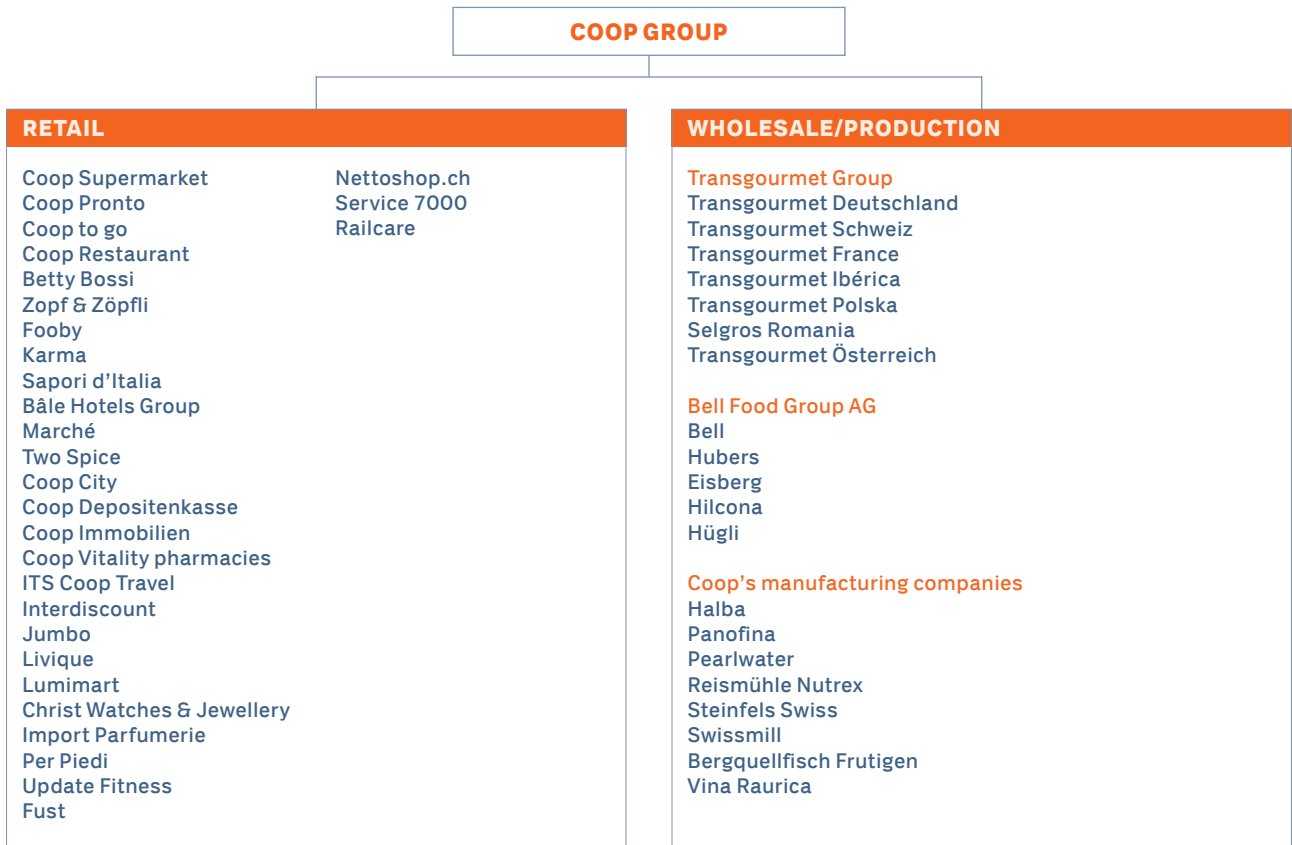 COOP GROUP
RETAIL
Coop Supermarket
Coop Pronto
Coop to go
Coop Restaurant
Betty Bossi
Zopf & Zöpfli
Fooby
Karma
Sapori d’Italia
Bâle Hotels Group
Marché
Two Spice
Coop City
Coop Depositenkasse
Coop Immobilien
Coop Vitality pharmacies
ITS Coop Travel
Interdiscount
Jumbo
Livique
Lumimart
Christ Watches & Jewellery
Import Parfumerie
Per Piedi
Update Fitness
Fust
Nettoshop.ch
Service 7000
Railcare
WHOLESALE/PRODUCTION
Transgourmet Group
Transgourmet Deutschland
Transgourmet Schweiz
Transgourmet France
Transgourmet Ibérica
Transgourmet Polska
Selgros Romania
Transgourmet Österreich
Bell Food Group AG
Bell
Hubers
Eisberg
Hilcona
Hügli
Coop’s manufacturing companies
Halba
Panofina
Pearlwater
Reismühle Nutrex
Steinfels Swiss
Swissmill
Bergquellfisch Frutigen
Vina Raurica